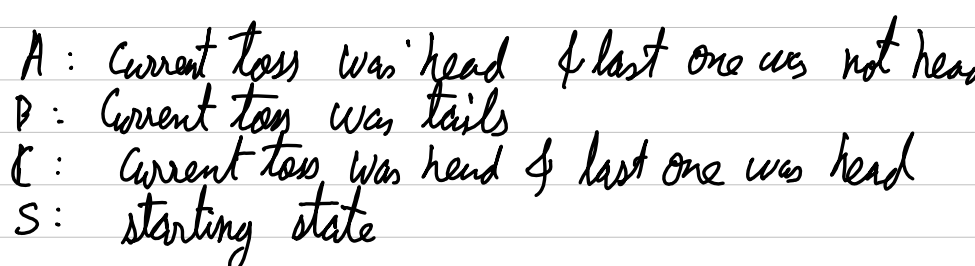 A : Current toss was head & last one was not head
B : Current toss was tails
C : Current toss was head & last one was head
S : starting state